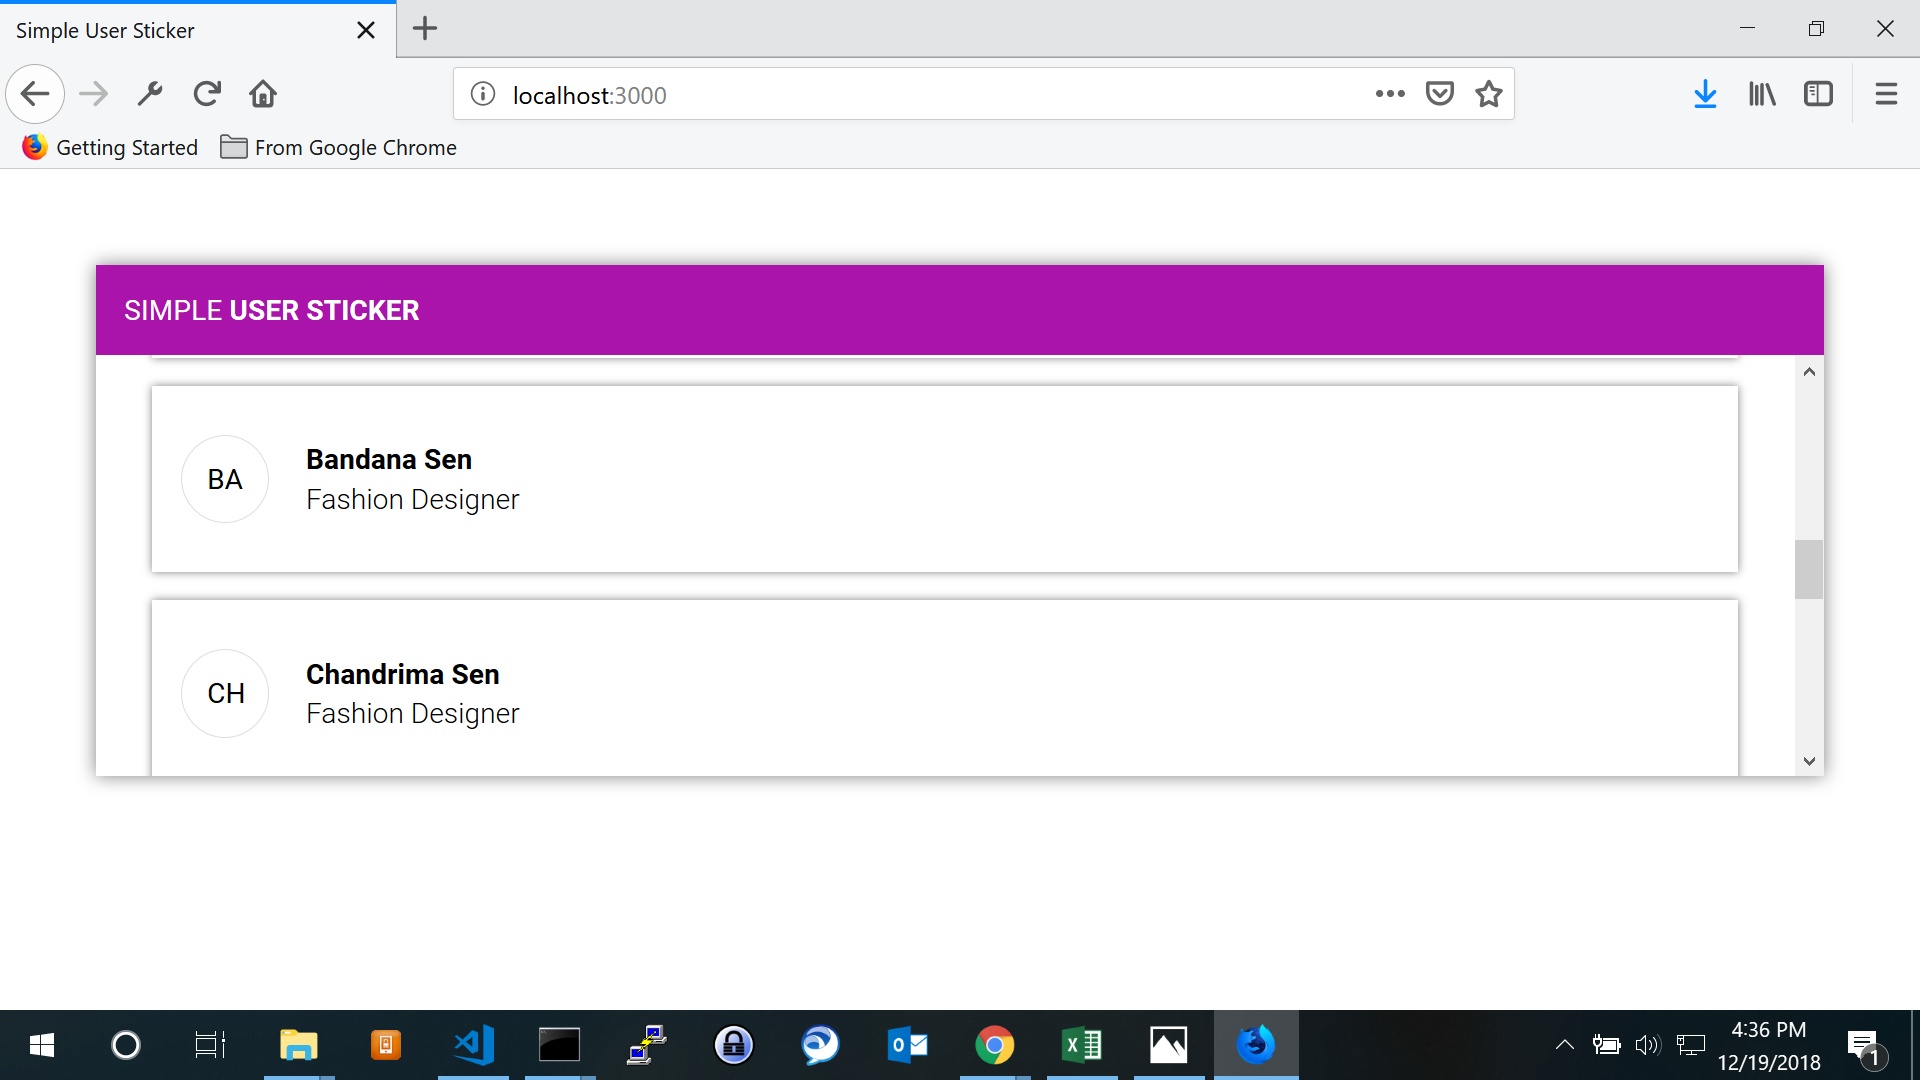 Simple User Sticker
localhost:3000
Getting Started From Google Chrome
SIMPLE USER STICKER
BA
Bandana Sen
Fashion Designer
CH
Chandrima Sen
Fashion Designer
4:36 PM
12/19/2018
1